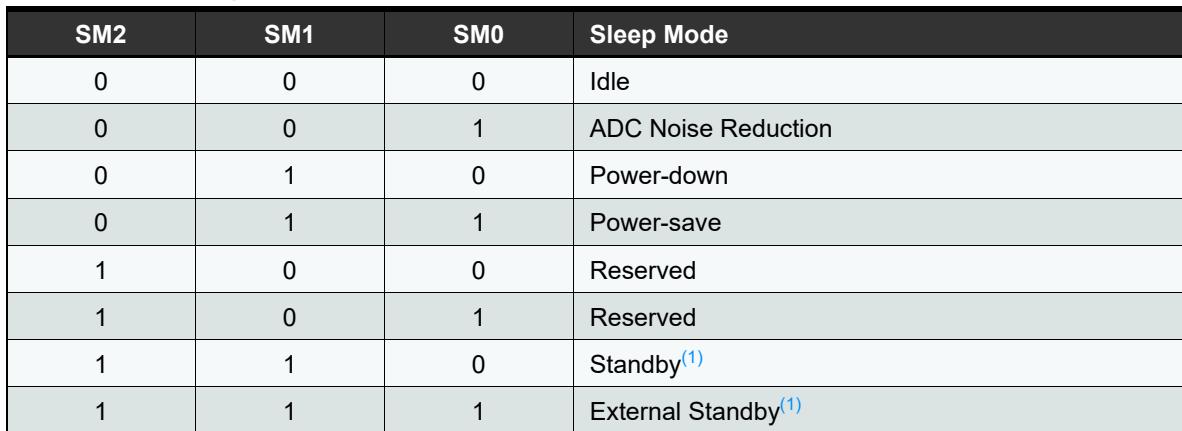 SM2 SM1 SM0 Sleep Mode
0 0 0 Idle
0 0 1 ADC Noise Reduction
0 1 0 Power-down
0 1 1 Power-save
1 0 0 Reserved
1 0 1 Reserved
1 1 0 Standby(1)
1 1 1 External Standby(1)